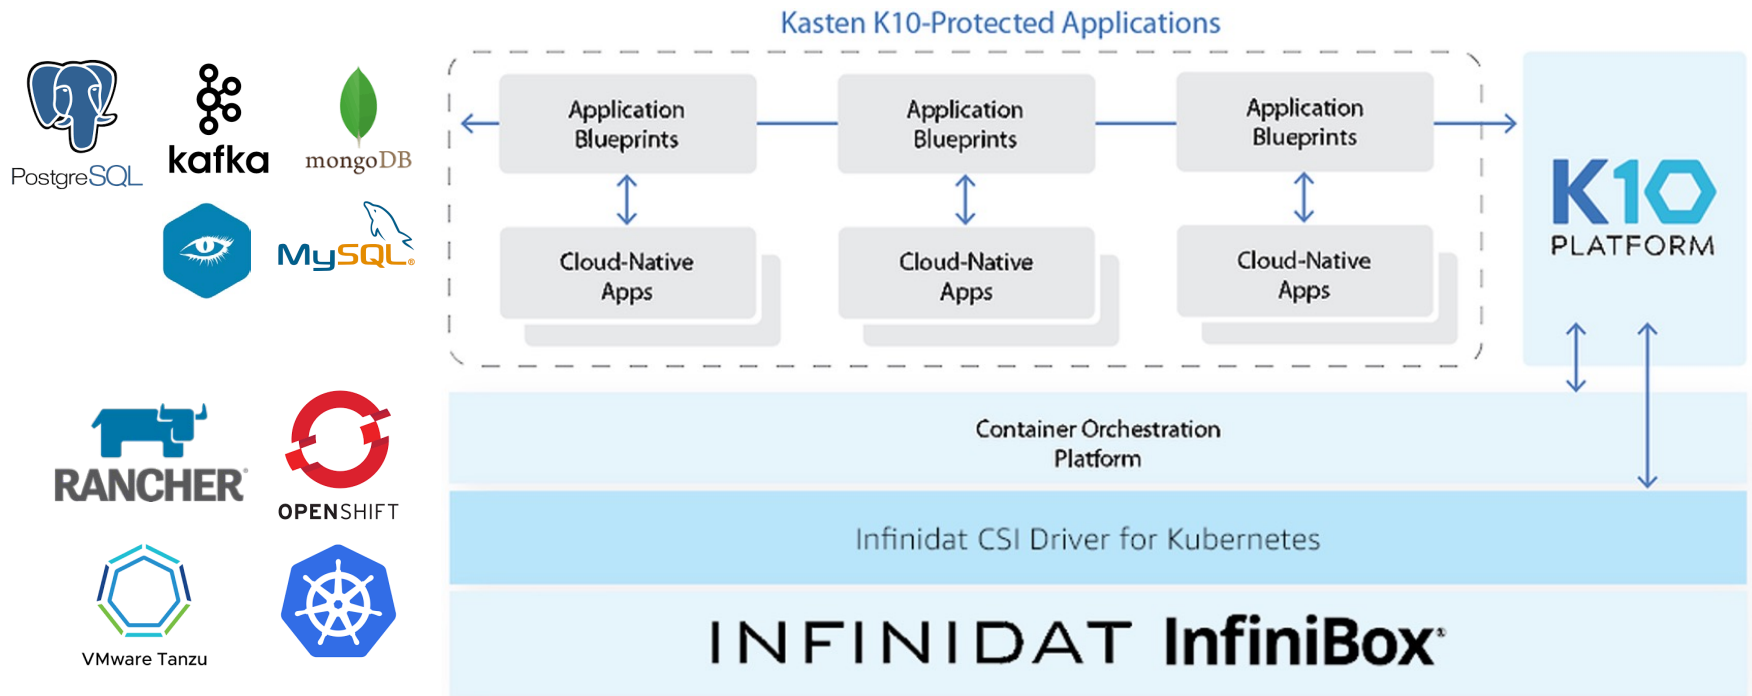 Kasten K10-Protected Applications
PostgreSQL
kafka
mongoDB
MySQL®
Application
Blueprints
Application
Blueprints
Application
Blueprints
Cloud-Native
Apps
Cloud-Native
Apps
Cloud-Native
Apps
K10
PLATFORM
RANCHER®
OPENSHIFT
VMware Tanzu
Container Orchestration
Platform
Infinidat CSI Driver for Kubernetes
INFINIDAT InfiniBox®